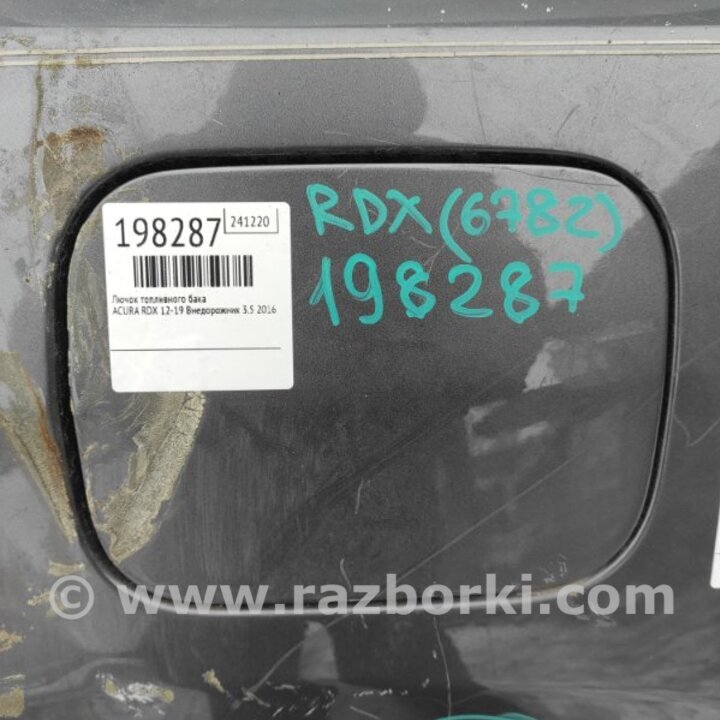 198287 241220
Лючок топливного бака
ACURA RDX 12-19 Внедорожник 3.5 2016
RDX (6782)
198287
© www.razborki.com